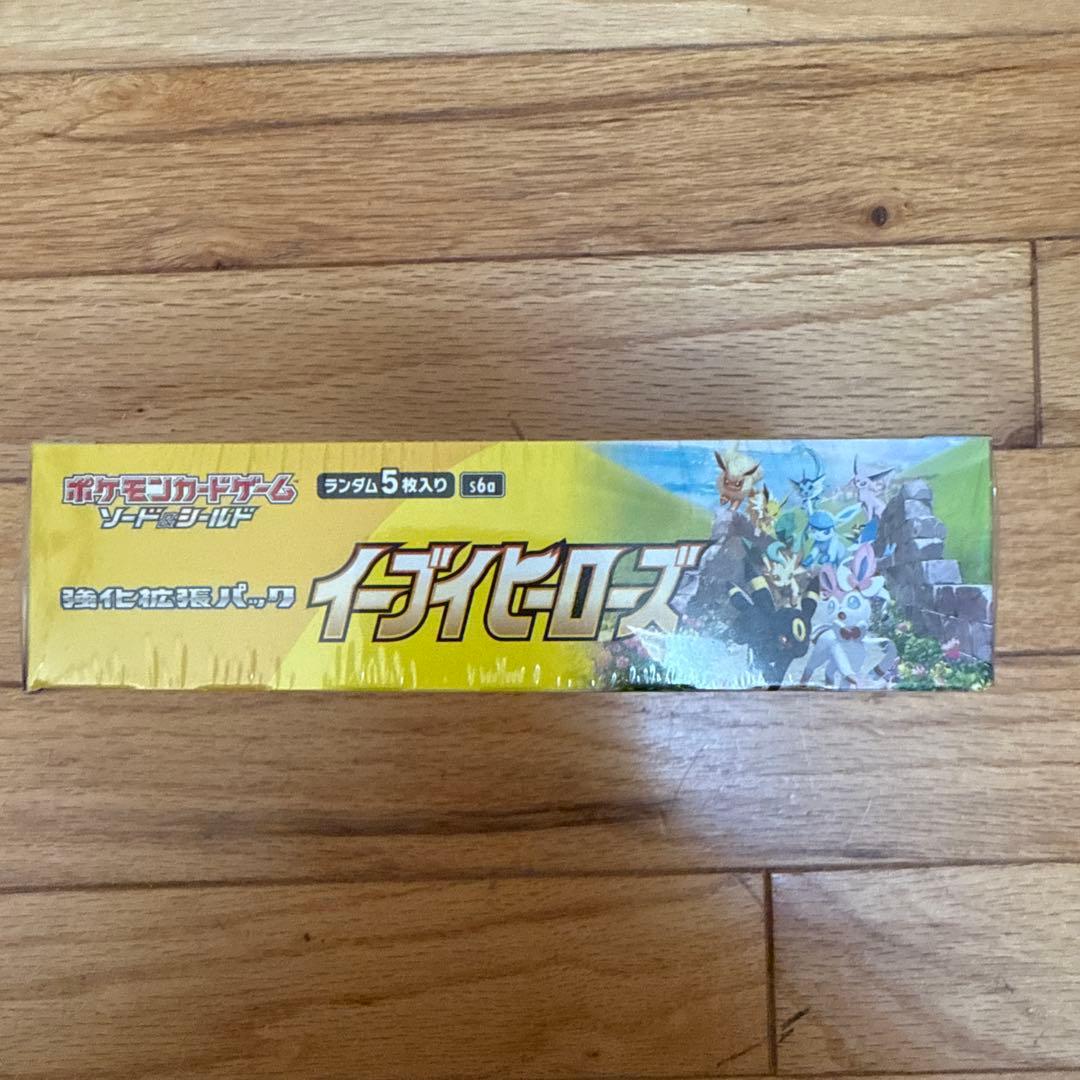 ポケモンカードゲーム
ソード&シールド
ランダム5枚入り s6a
強化拡張パック
イーブイヒーローズ